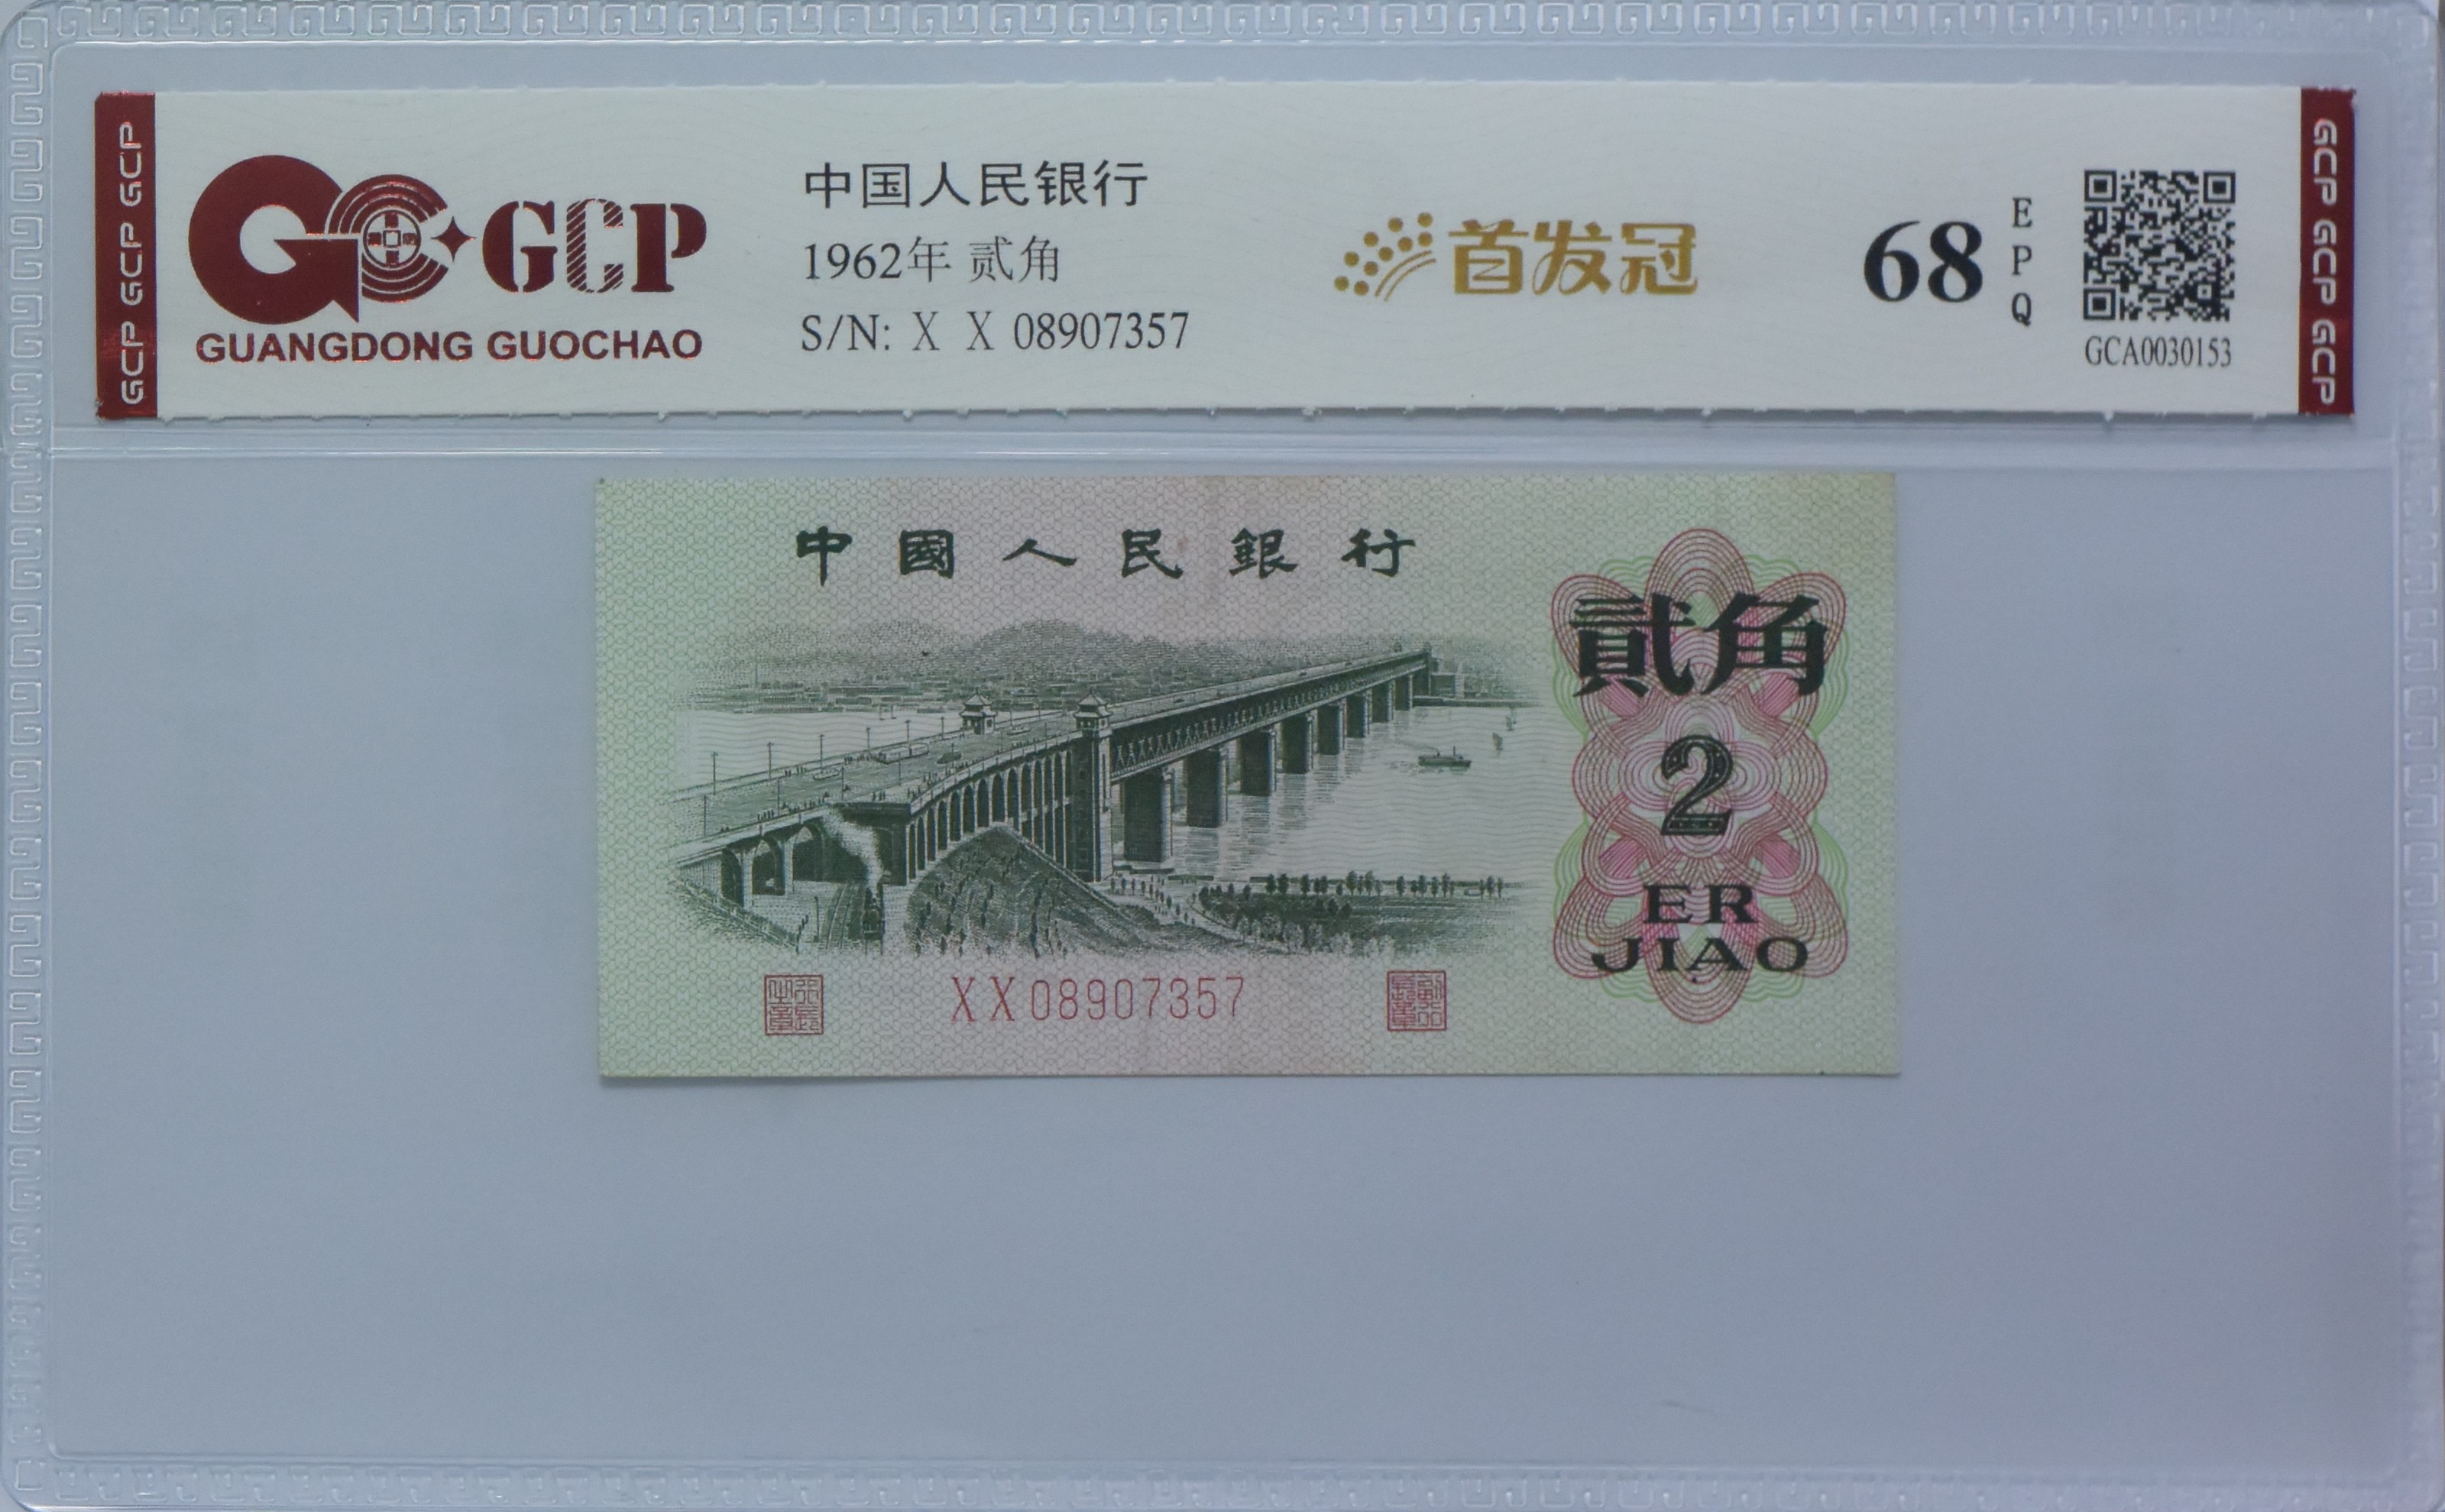 GCP GCP GCP
GCP
GUANGDONG GUOCHAO
中国人民银行
1962年 贰角
S/N: X X 08907357
首发冠
68
EPQ
GCA0030153
GCP GCP GCP
中國人民銀行
貳角
2
ER
JIAO
XX08907357